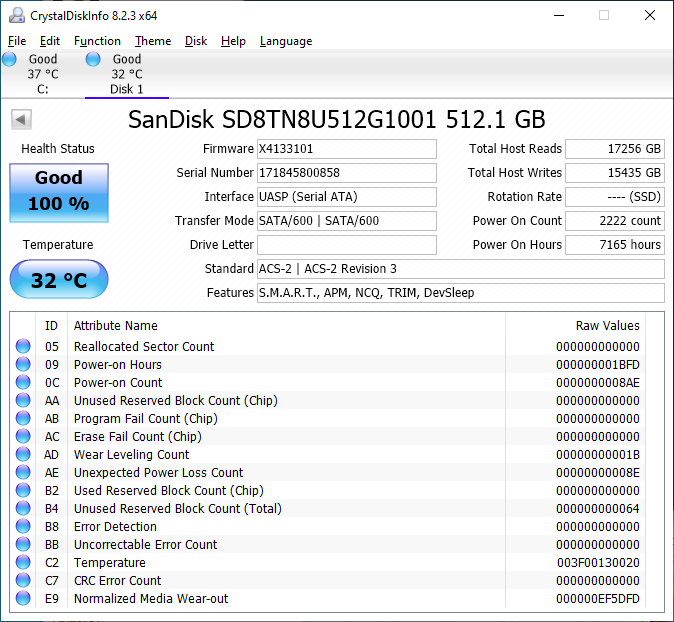 CrystalDiskInfo 8.2.3 x64
File Edit Function Theme Disk Help Language
Good Good
37 °C 32 °C
C: Disk 1
SanDisk SD8TN8U512G1001 512.1 GB
Health Status
Good
100 %
Temperature
32 °C
Firmware X4133101
Serial Number 171845800858
Interface UASP (Serial ATA)
Transfer Mode SATA/600 | SATA/600
Drive Letter
Standard ACS-2 | ACS-2 Revision 3
Features S.M.A.R.T., APM, NCQ, TRIM, DevSleep
Total Host Reads 17256 GB
Total Host Writes 15435 GB
Rotation Rate ---- (SSD)
Power On Count 2222 count
Power On Hours 7165 hours
ID Attribute Name Raw Values
05 Reallocated Sector Count 000000000000
09 Power-on Hours 000000001BFD
0C Power-on Count 0000000008AE
AA Unused Reserved Block Count (Chip) 000000000000
AB Program Fail Count (Chip) 000000000000
AC Erase Fail Count (Chip) 000000000000
AD Wear Leveling Count 00000000001B
AE Unexpected Power Loss Count 00000000008E
B2 Used Reserved Block Count (Chip) 000000000000
B4 Unused Reserved Block Count (Total) 000000000064
B8 Error Detection 000000000000
BB Uncorrectable Error Count 000000000000
C2 Temperature 003F00130020
C7 CRC Error Count 000000000000
E9 Normalized Media Wear-out 000000EF5DFD